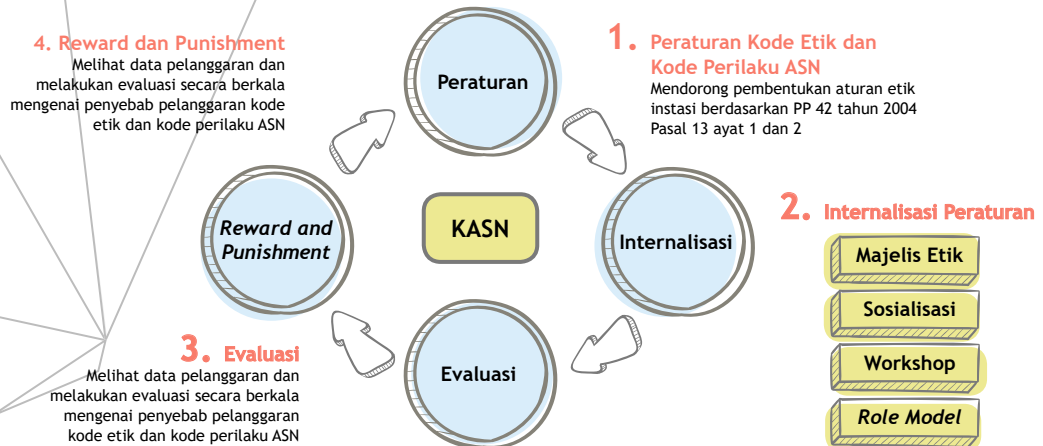 4. Reward dan Punishment
Melihat data pelanggaran dan
melakukan evaluasi secara berkala
mengenai penyebab pelanggaran kode
etik dan kode perilaku ASN
Peraturan
1. Peraturan Kode Etik dan
Kode Perilaku ASN
Mendorong pembentukan aturan etik
instasi berdasarkan PP 42 tahun 2004
Pasal 13 ayat 1 dan 2
Reward and
Punishment
KASN
Internalisasi
2. Internalisasi Peraturan
Majelis Etik
Sosialisasi
Workshop
Role Model
3. Evaluasi
Melihat data pelanggaran dan
melakukan evaluasi secara berkala
mengenai penyebab pelanggaran
kode etik dan kode perilaku ASN
Evaluasi